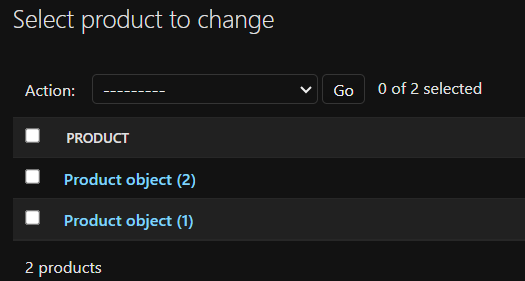 Select product to change
Action: --------- Go 0 of 2 selected
PRODUCT
Product object (2)
Product object (1)
2 products